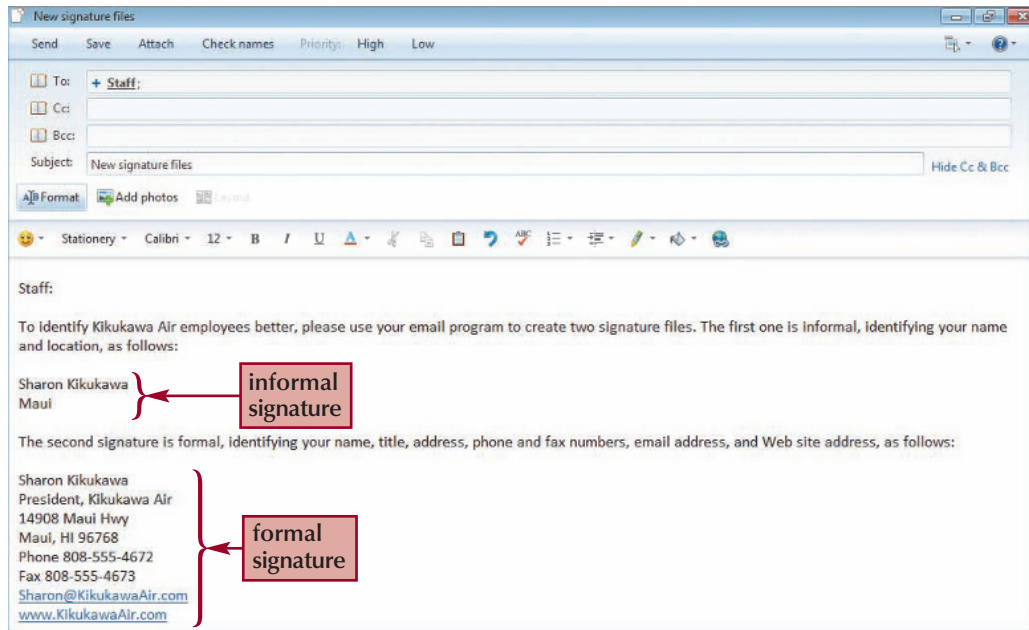 New signature files
Send Save Attach Check names Priority: High Low
To: + Staff;
Cc:
Bcc:
Subject: New signature files Hide Cc & Bcc
Format Add photos Layout
Stationery Calibri 12 B I U A ABC
Staff:
To identify Kikukawa Air employees better, please use your email program to create two signature files. The first one is informal, identifying your name
and location, as follows:
Sharon Kikukawa
Maui
informal
signature
The second signature is formal, identifying your name, title, address, phone and fax numbers, email address, and Web site address, as follows:
Sharon Kikukawa
President, Kikukawa Air
14908 Maui Hwy
Maui, HI 96768
Phone 808-555-4672
Fax 808-555-4673
Sharon@KikukawaAir.com
www.KikukawaAir.com
formal
signature